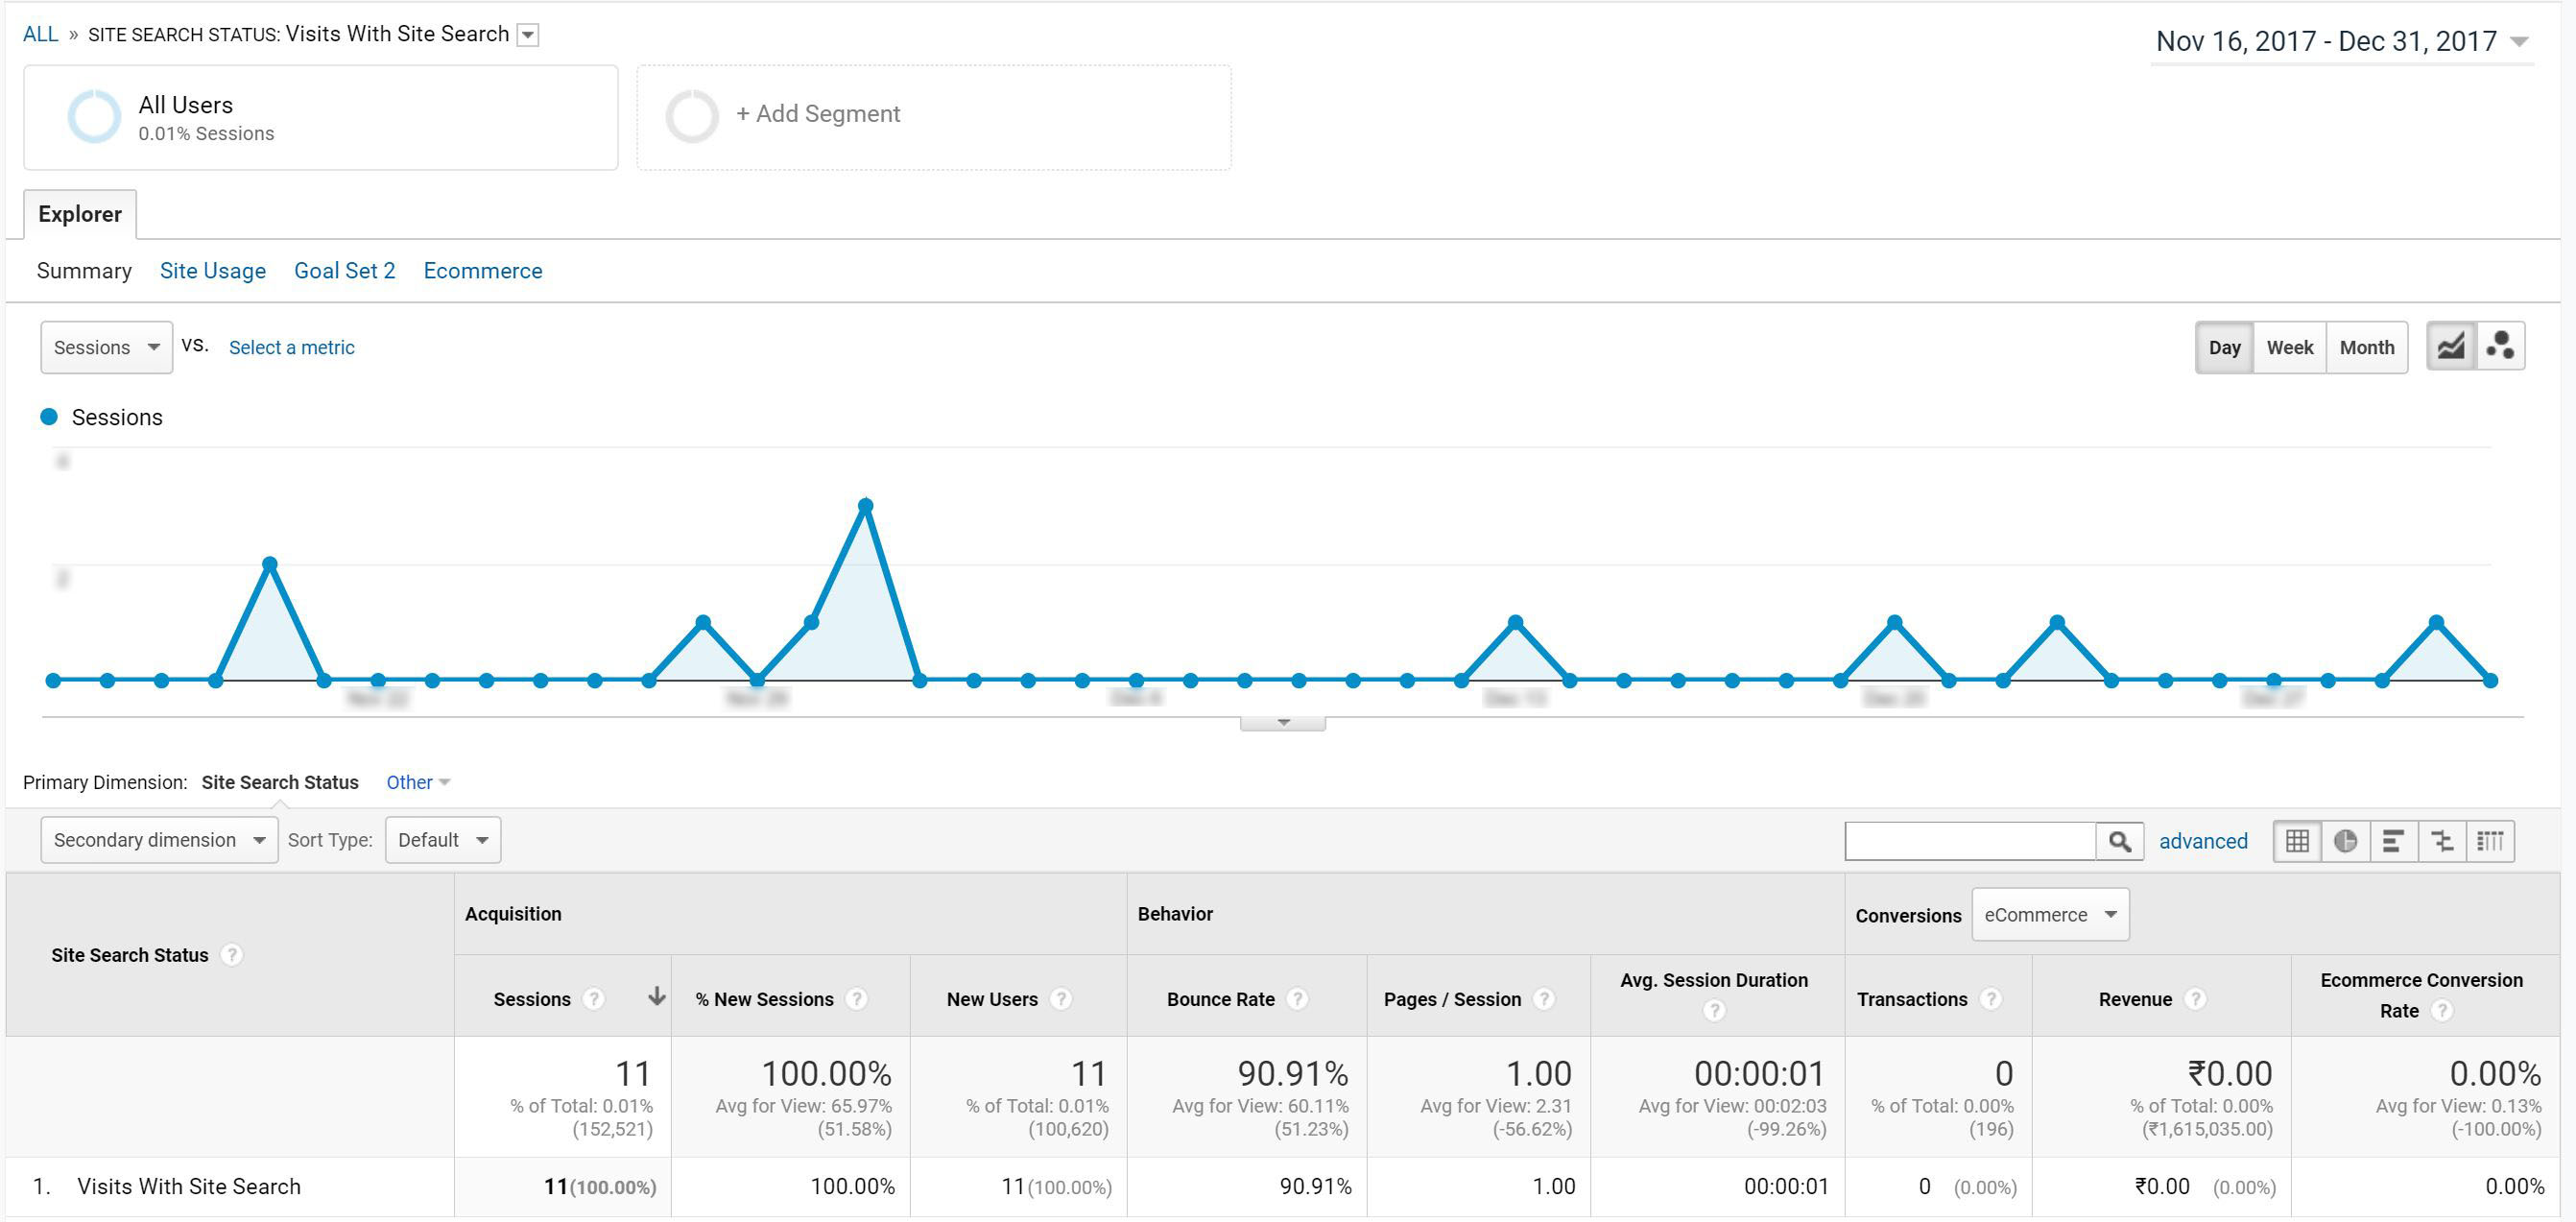 ALL » SITE SEARCH STATUS: Visits With Site Search
Nov 16, 2017 - Dec 31, 2017
All Users
0.01% Sessions
+ Add Segment
Explorer
Summary Site Usage Goal Set 2 Ecommerce
Sessions VS. Select a metric
Day Week Month
Sessions
Primary Dimension: Site Search Status Other
Secondary dimension Sort Type: Default
advanced
Acquisition Behavior Conversions eCommerce
Site Search Status ?
Sessions ? % New Sessions ? New Users ? Bounce Rate ? Pages / Session ? Avg. Session Duration ? Transactions ? Revenue ? Ecommerce Conversion Rate ?
11 100.00% 11 90.91% 1.00 00:00:01 0 ₹0.00 0.00%
% of Total: 0.01% Avg for View: 65.97% % of Total: 0.01% Avg for View: 60.11% Avg for View: 2.31 Avg for View: 00:02:03 % of Total: 0.00% % of Total: 0.00% Avg for View: 0.13%
(152,521) (51.58%) (100,620) (51.23%) (-56.62%) (-99.26%) (196) (₹1,615,035.00) (-100.00%)
1. Visits With Site Search 11(100.00%) 100.00% 11(100.00%) 90.91% 1.00 00:00:01 0 (0.00%) ₹0.00 (0.00%) 0.00%